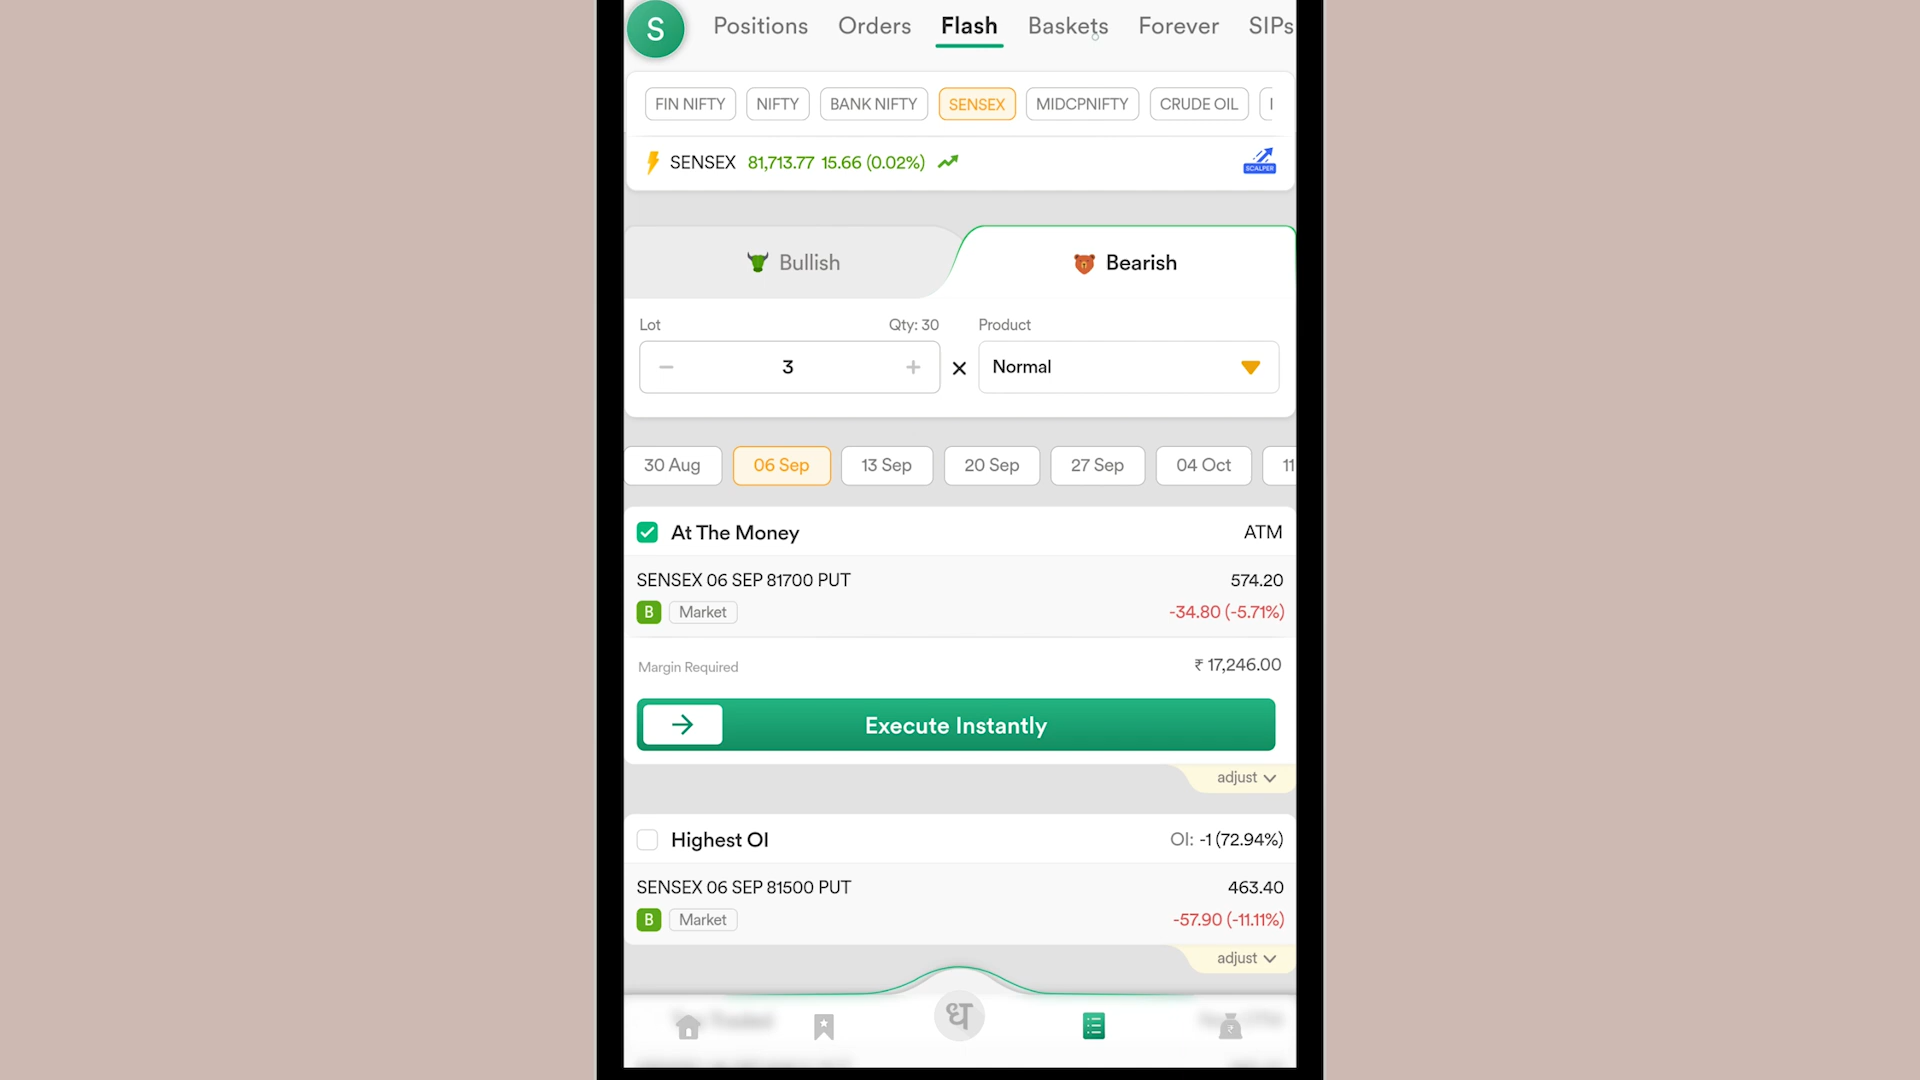 S Positions Orders Flash Baskets Forever SIPs
FIN NIFTY NIFTY BANK NIFTY SENSEX MIDCPNIFTY CRUDE OIL
SENSEX 81,713.77 15.66 (0.02%) SCALPER
Bullish Bearish
Lot Qty: 30 Product
− 3 + × Normal
30 Aug 06 Sep 13 Sep 20 Sep 27 Sep 04 Oct 11
At The Money ATM
SENSEX 06 SEP 81700 PUT 574.20
B Market -34.80 (-5.71%)
Margin Required ₹ 17,246.00
Execute Instantly
adjust
Highest OI OI: -1 (72.94%)
SENSEX 06 SEP 81500 PUT 463.40
B Market -57.90 (-11.11%)
adjust
ध